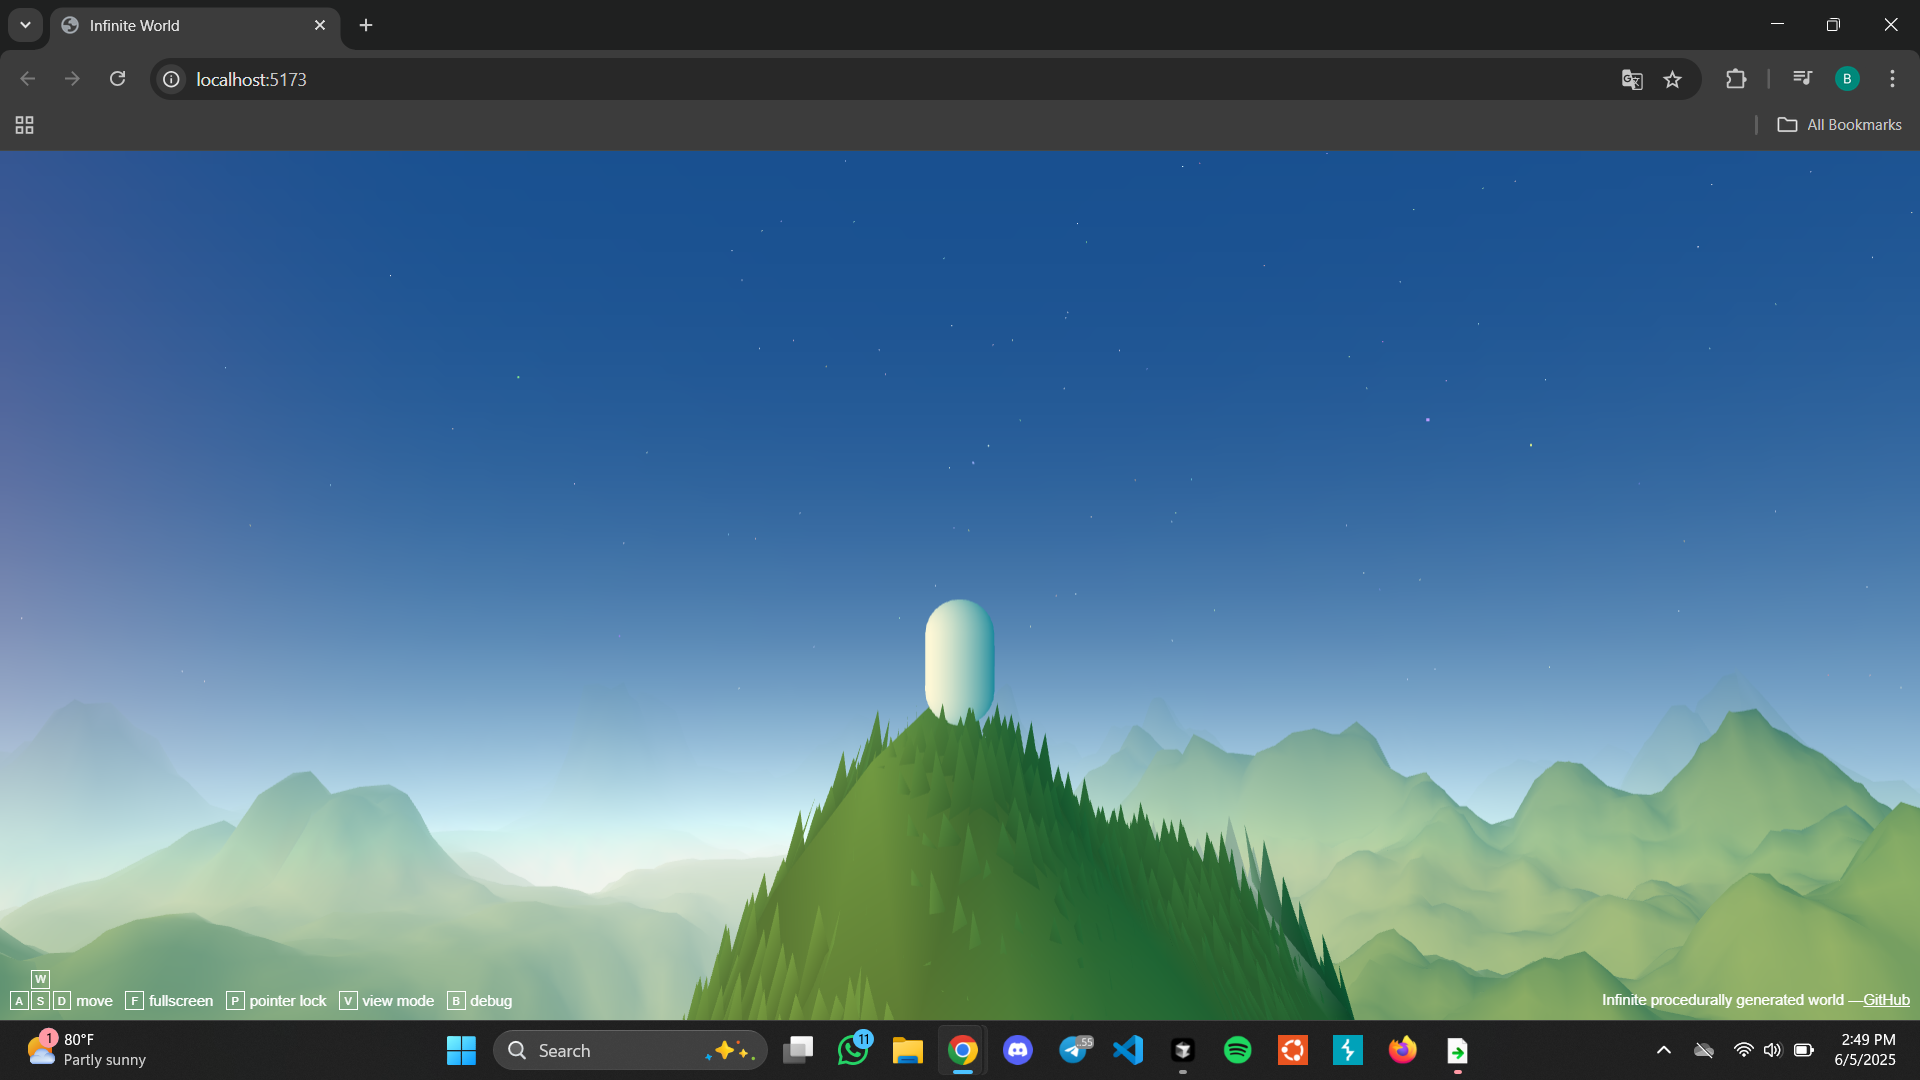 Infinite World
localhost:5173
All Bookmarks
W
A S D move F fullscreen P pointer lock V view mode B debug
Infinite procedurally generated world —GitHub
1
80°F
Partly sunny
Search
11
.55
2:49 PM
6/5/2025
B